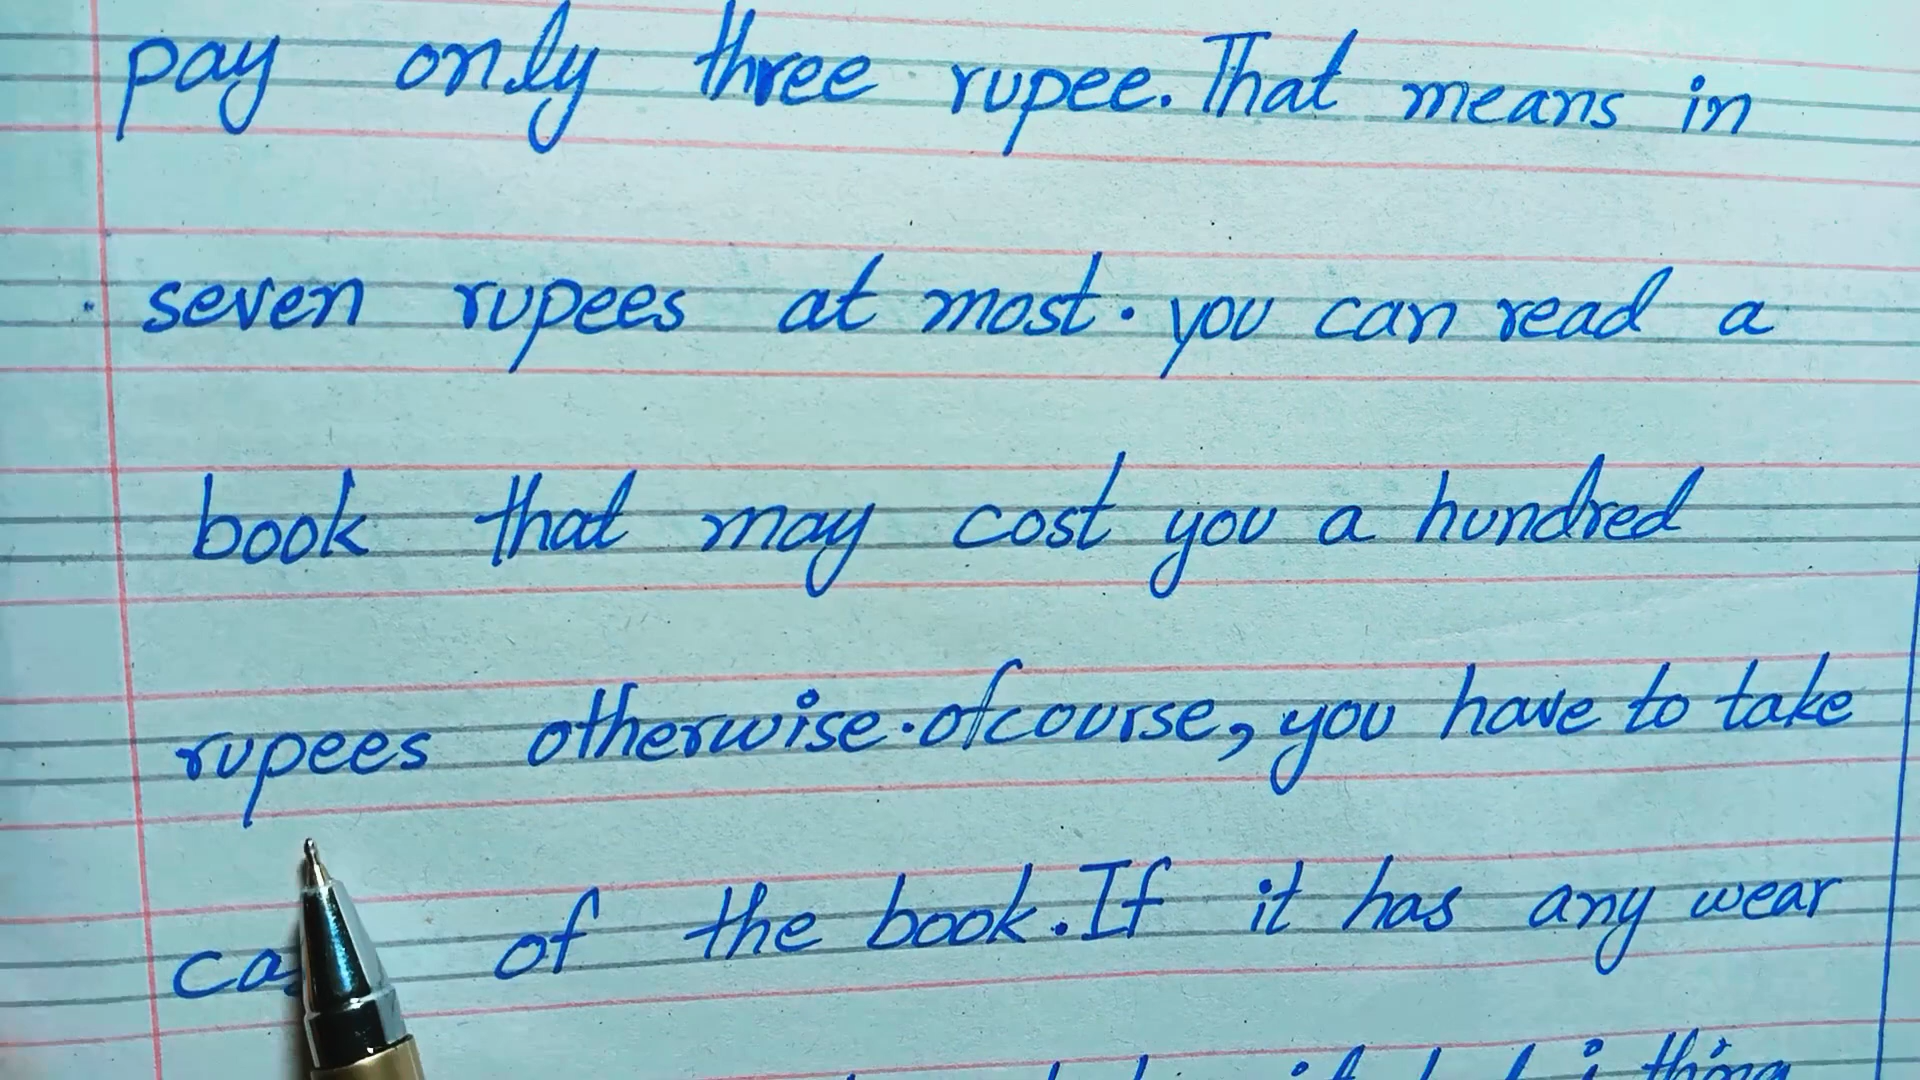 pay only three rupee. That means in
seven rupees at most. you can read a
book that may cost you a hundred
rupees otherwise. ofcourse, you have to take
of the book. If it has any wear
thing